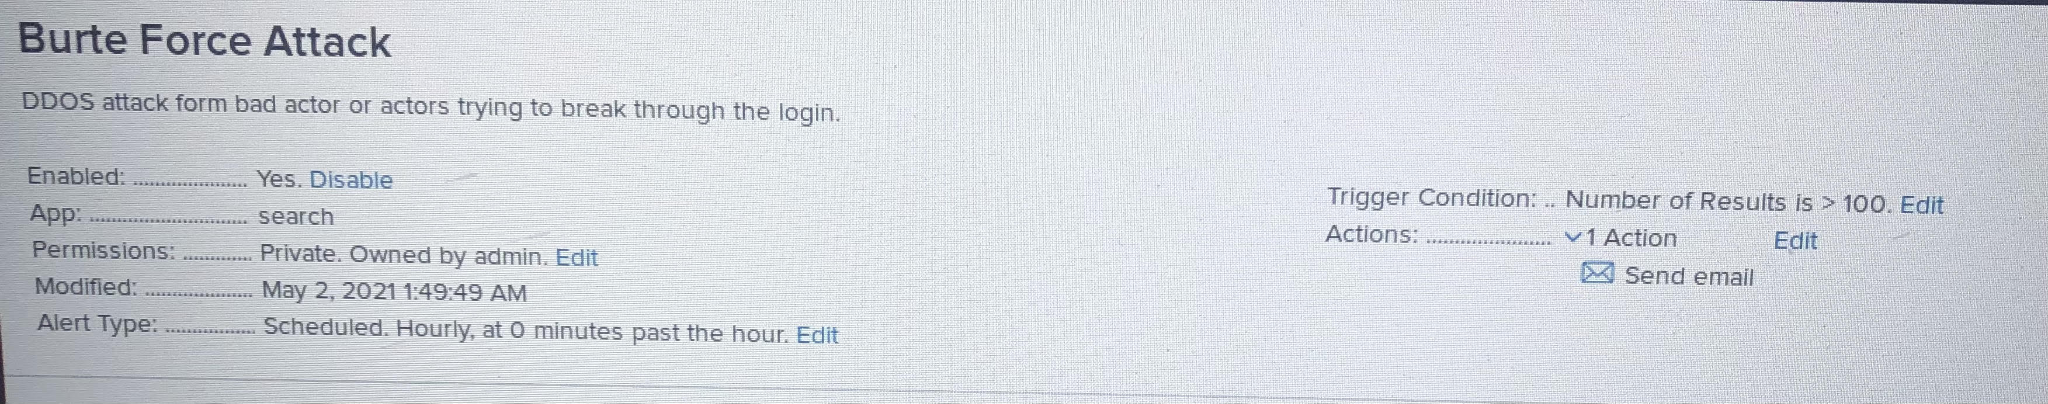 Burte Force Attack
DDOS attack form bad actor or actors trying to break through the login.
Enabled: ..................... Yes. Disable
App: ............................. search
Permissions: ............. Private. Owned by admin. Edit
Modified: .................... May 2, 2021 1:49:49 AM
Alert Type: ................. Scheduled. Hourly, at 0 minutes past the hour. Edit
Trigger Condition: .. Number of Results is > 100. Edit
Actions: ....................... 1 Action Edit
Send email